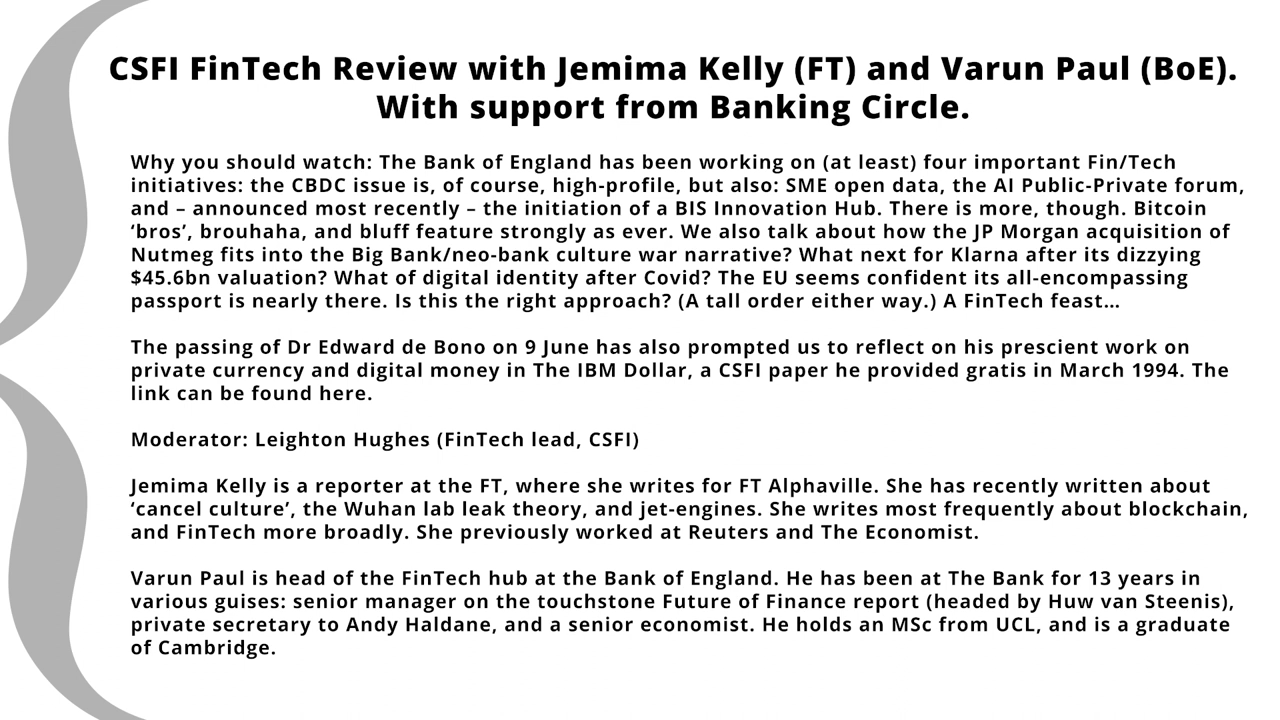 CSFI FinTech Review with Jemima Kelly (FT) and Varun Paul (BoE).
With support from Banking Circle.
Why you should watch: The Bank of England has been working on (at least) four important Fin/Tech
initiatives: the CBDC issue is, of course, high-profile, but also: SME open data, the AI Public-Private forum,
and – announced most recently – the initiation of a BIS Innovation Hub. There is more, though. Bitcoin
‘bros’, brouhaha, and bluff feature strongly as ever. We also talk about how the JP Morgan acquisition of
Nutmeg fits into the Big Bank/neo-bank culture war narrative? What next for Klarna after its dizzying
$45.6bn valuation? What of digital identity after Covid? The EU seems confident its all-encompassing
passport is nearly there. Is this the right approach? (A tall order either way.) A FinTech feast…
The passing of Dr Edward de Bono on 9 June has also prompted us to reflect on his prescient work on
private currency and digital money in The IBM Dollar, a CSFI paper he provided gratis in March 1994. The
link can be found here.
Moderator: Leighton Hughes (FinTech lead, CSFI)
Jemima Kelly is a reporter at the FT, where she writes for FT Alphaville. She has recently written about
‘cancel culture’, the Wuhan lab leak theory, and jet-engines. She writes most frequently about blockchain,
and FinTech more broadly. She previously worked at Reuters and The Economist.
Varun Paul is head of the FinTech hub at the Bank of England. He has been at The Bank for 13 years in
various guises: senior manager on the touchstone Future of Finance report (headed by Huw van Steenis),
private secretary to Andy Haldane, and a senior economist. He holds an MSc from UCL, and is a graduate
of Cambridge.